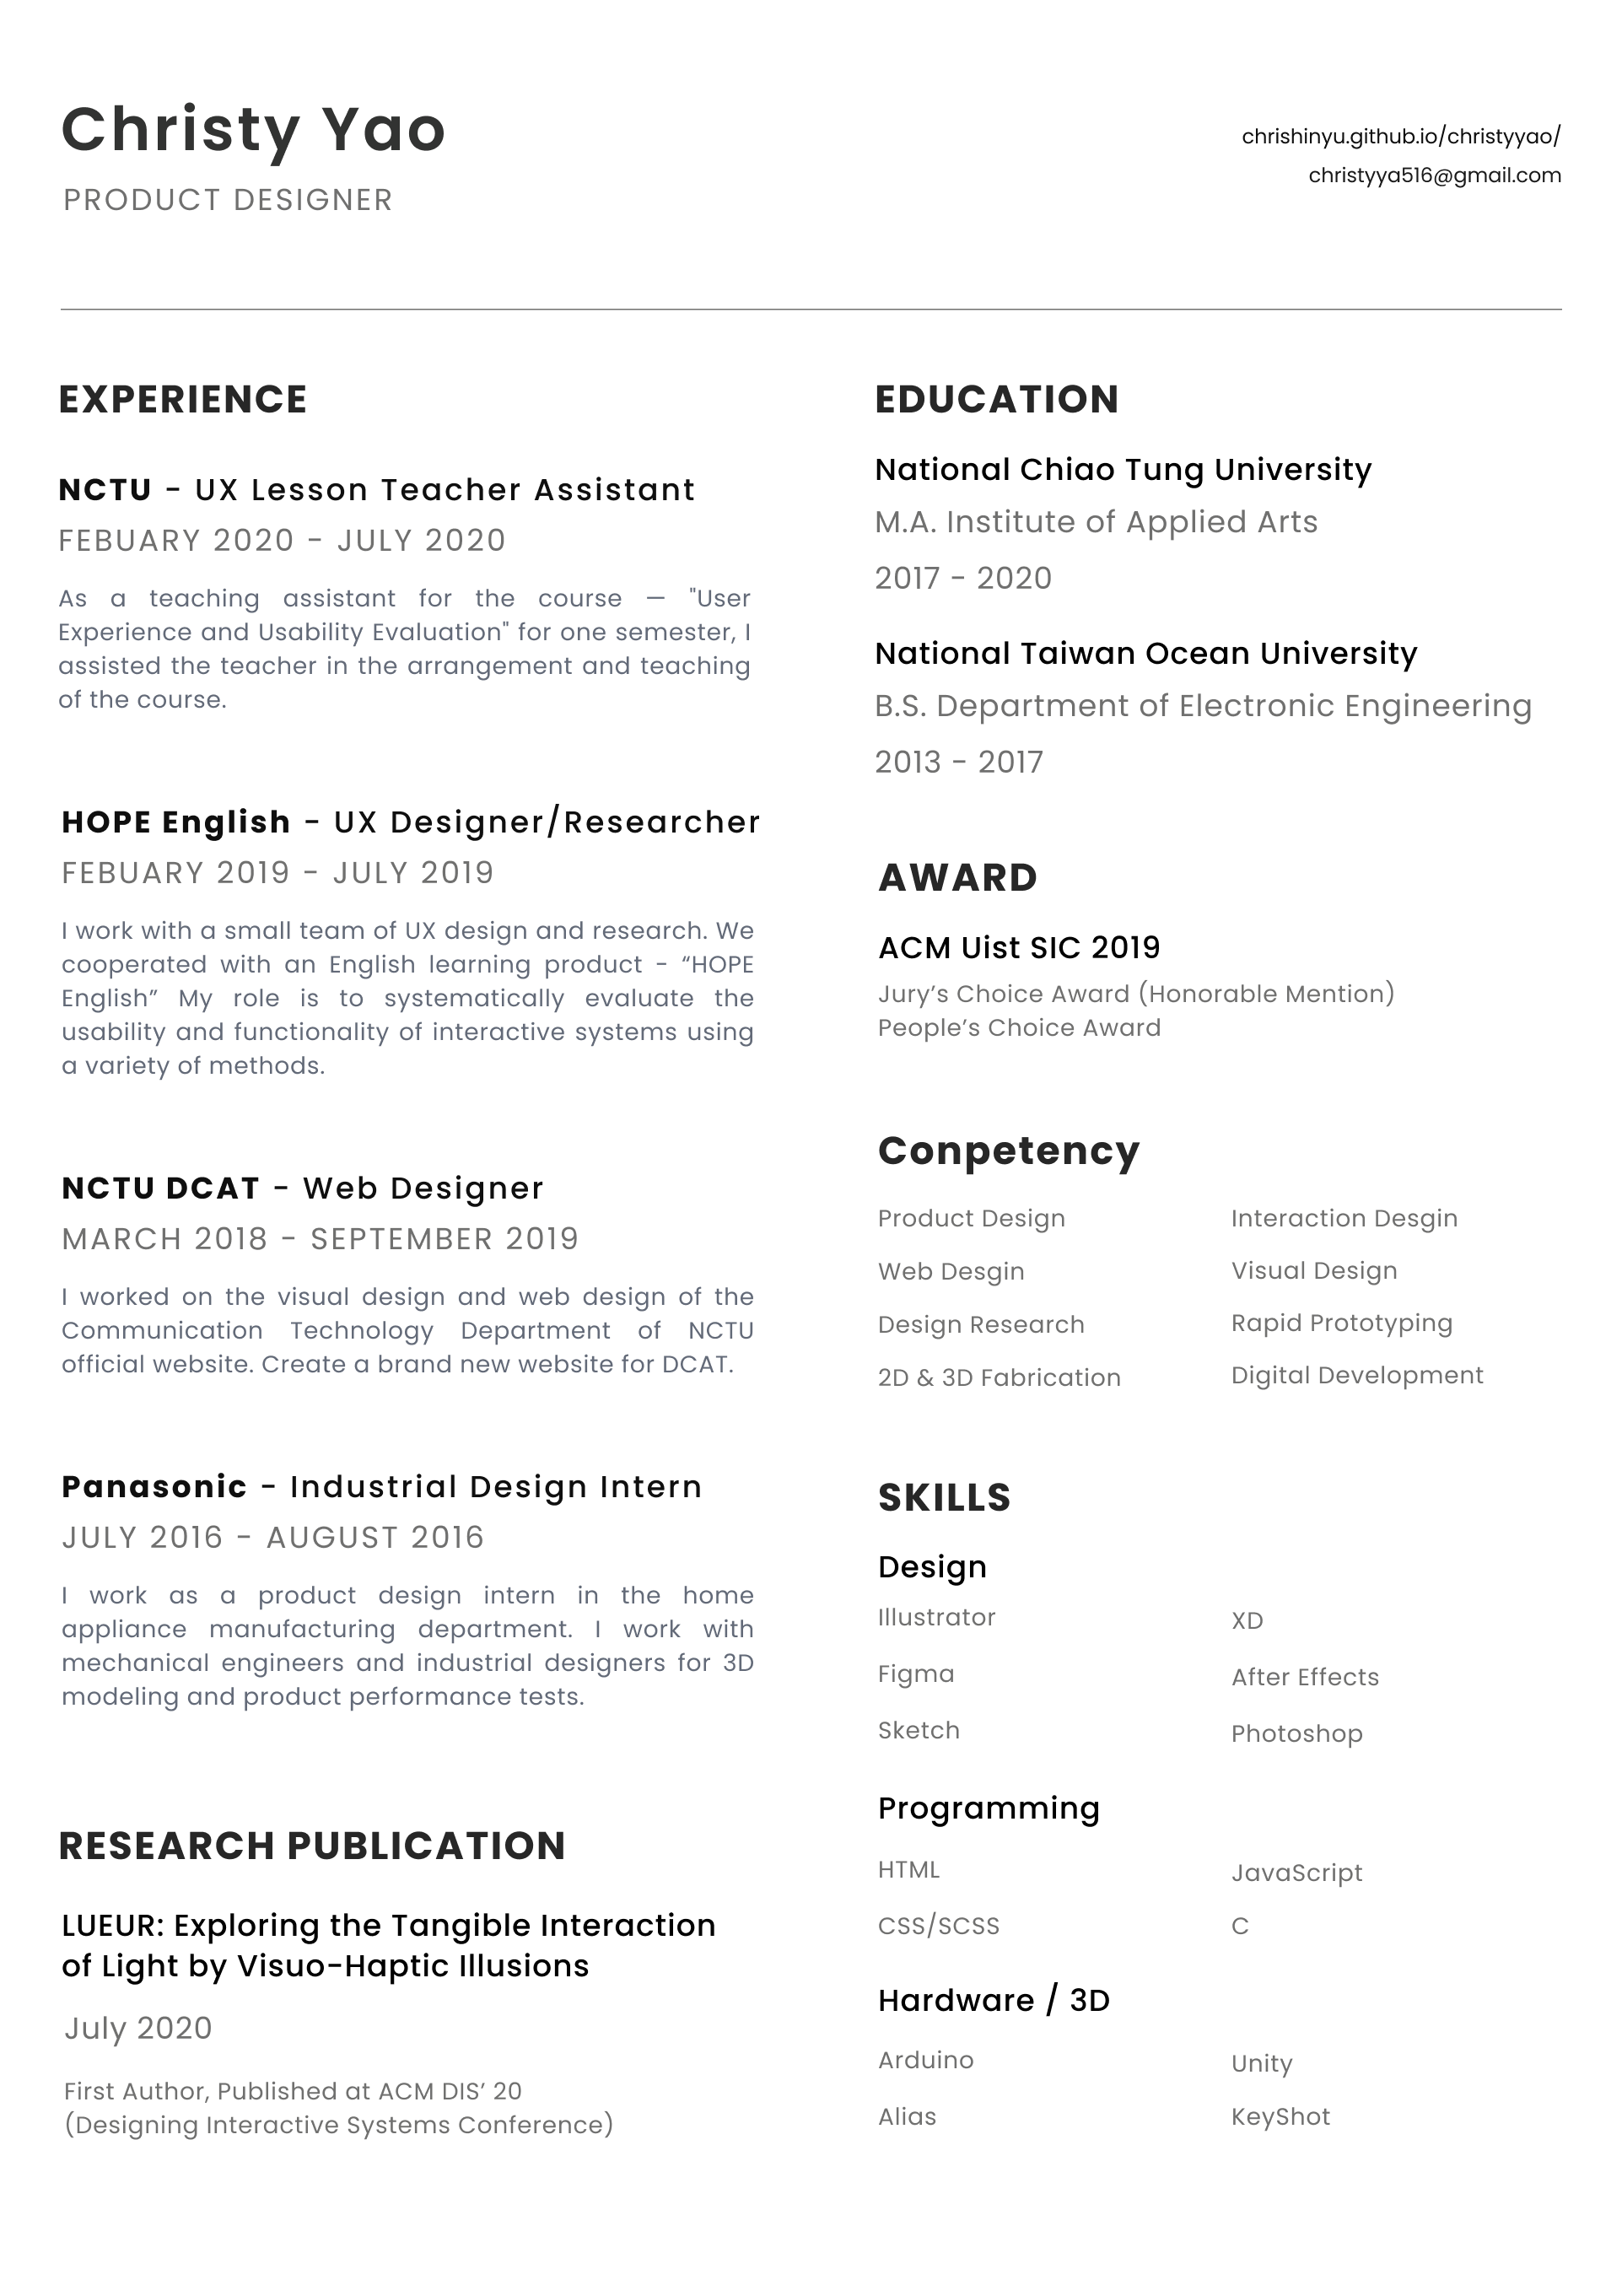 Christy Yao
PRODUCT DESIGNER
chrishinyu.github.io/christyyao/
christyya516@gmail.com
EXPERIENCE
NCTU - UX Lesson Teacher Assistant
FEBUARY 2020 - JULY 2020
As a teaching assistant for the course — "User
Experience and Usability Evaluation" for one semester, I
assisted the teacher in the arrangement and teaching
of the course.
HOPE English - UX Designer/Researcher
FEBUARY 2019 - JULY 2019
I work with a small team of UX design and research. We
cooperated with an English learning product - “HOPE
English” My role is to systematically evaluate the
usability and functionality of interactive systems using
a variety of methods.
NCTU DCAT - Web Designer
MARCH 2018 - SEPTEMBER 2019
I worked on the visual design and web design of the
Communication Technology Department of NCTU
official website. Create a brand new website for DCAT.
Panasonic - Industrial Design Intern
JULY 2016 - AUGUST 2016
I work as a product design intern in the home
appliance manufacturing department. I work with
mechanical engineers and industrial designers for 3D
modeling and product performance tests.
RESEARCH PUBLICATION
LUEUR: Exploring the Tangible Interaction
of Light by Visuo-Haptic Illusions
July 2020
First Author, Published at ACM DIS’ 20
(Designing Interactive Systems Conference)
EDUCATION
National Chiao Tung University
M.A. Institute of Applied Arts
2017 - 2020
National Taiwan Ocean University
B.S. Department of Electronic Engineering
2013 - 2017
AWARD
ACM Uist SIC 2019
Jury’s Choice Award (Honorable Mention)
People’s Choice Award
Conpetency
Product Design
Interaction Desgin
Web Desgin
Visual Design
Design Research
Rapid Prototyping
2D & 3D Fabrication
Digital Development
SKILLS
Design
Illustrator
XD
Figma
After Effects
Sketch
Photoshop
Programming
HTML
JavaScript
CSS/SCSS
C
Hardware / 3D
Arduino
Unity
Alias
KeyShot